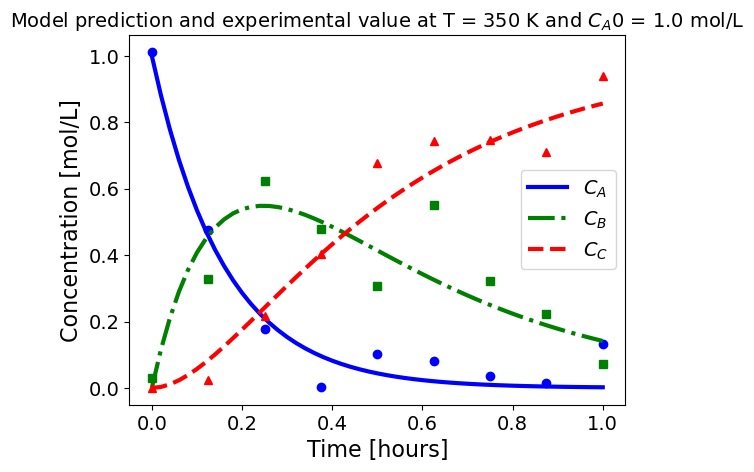 Model prediction and experimental value at T = 350 K and $C_A0$ = 1.0 mol/L
1.0
0.8
0.6
0.4
0.2
0.0
Concentration [mol/L]
$C_A$
$C_B$
$C_C$
0.0 0.2 0.4 0.6 0.8 1.0
Time [hours]